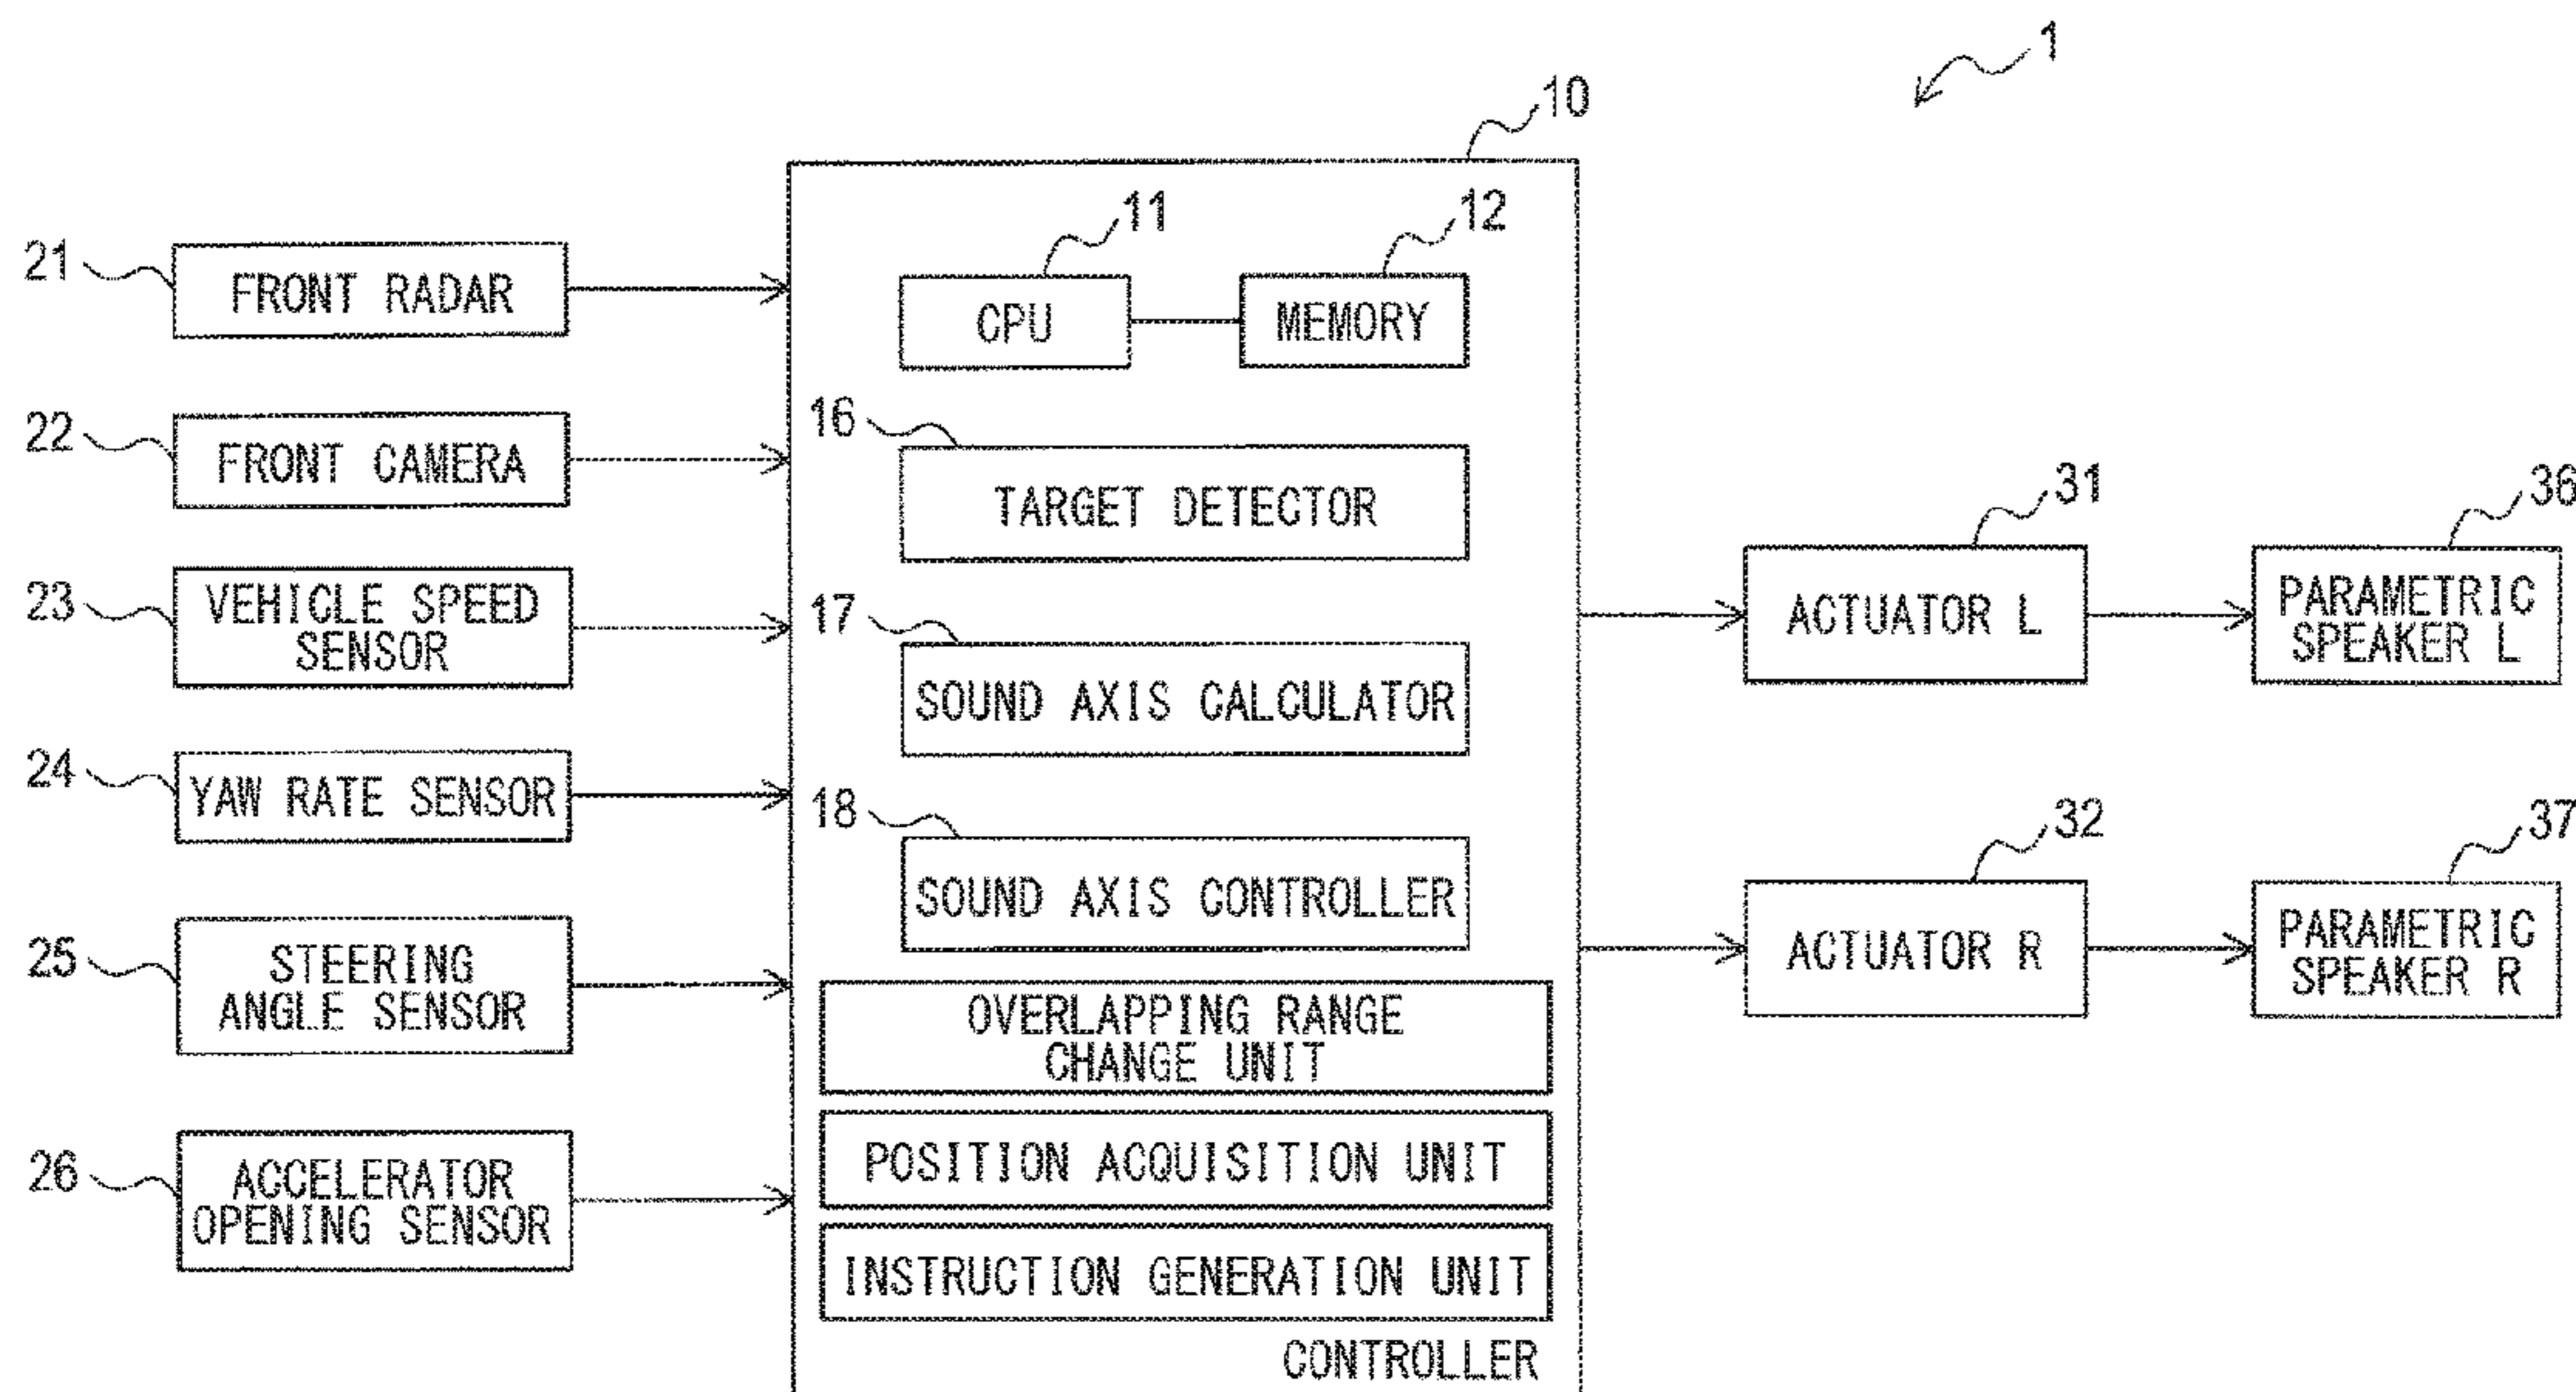 1
10
11
12
CPU
MEMORY
21
FRONT RADAR
22
FRONT CAMERA
23
VEHICLE SPEED
SENSOR
24
YAW RATE SENSOR
25
STEERING
ANGLE SENSOR
26
ACCELERATOR
OPENING SENSOR
16
TARGET DETECTOR
17
SOUND AXIS CALCULATOR
18
SOUND AXIS CONTROLLER
OVERLAPPING RANGE
CHANGE UNIT
POSITION ACQUISITION UNIT
INSTRUCTION GENERATION UNIT
CONTROLLER
31
ACTUATOR L
36
PARAMETRIC
SPEAKER L
32
ACTUATOR R
37
PARAMETRIC
SPEAKER R